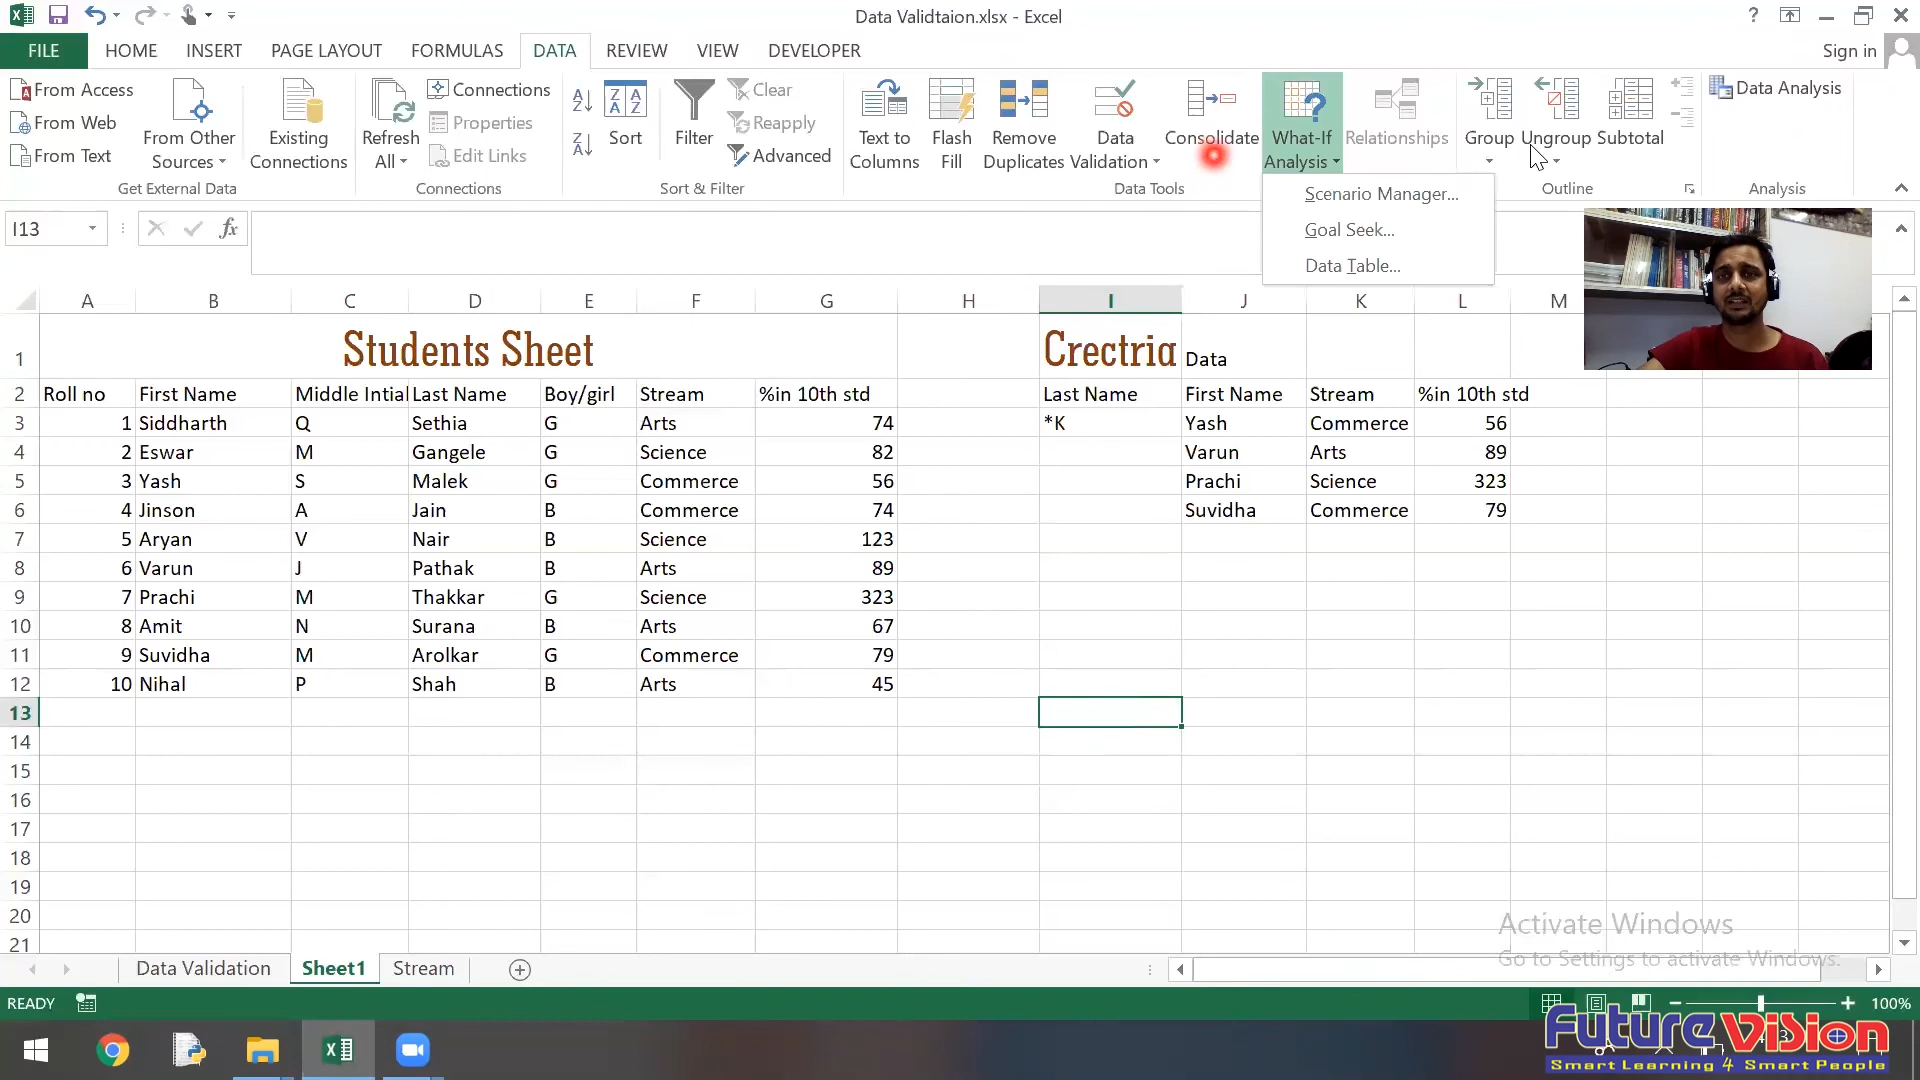 Data Validtaion.xlsx - Excel
FILE HOME INSERT PAGE LAYOUT FORMULAS DATA REVIEW VIEW DEVELOPER Sign in
From Access
From Web
From Text
From Other Sources
Existing Connections
Get External Data
Refresh All
Connections
Properties
Edit Links
Connections
Sort
Filter
Clear
Reapply
Advanced
Sort & Filter
Text to Columns
Flash Fill
Remove Duplicates
Data Validation
Consolidate
What-If Analysis
Relationships
Data Tools
Scenario Manager...
Goal Seek...
Data Table...
Group
Ungroup
Subtotal
Outline
Data Analysis
Analysis
I13
fx
A B C D E F G H I J K L M
1 Students Sheet Crectria Data
2 Roll no First Name Middle Intial Last Name Boy/girl Stream %in 10th std Last Name First Name Stream %in 10th std
3 1 Siddharth Q Sethia G Arts 74 *K Yash Commerce 56
4 2 Eswar M Gangele G Science 82 Varun Arts 89
5 3 Yash S Malek G Commerce 56 Prachi Science 323
6 4 Jinson A Jain B Commerce 74 Suvidha Commerce 79
7 5 Aryan V Nair B Science 123
8 6 Varun J Pathak B Arts 89
9 7 Prachi M Thakkar G Science 323
10 8 Amit N Surana B Arts 67
11 9 Suvidha M Arolkar G Commerce 79
12 10 Nihal P Shah B Arts 45
13
14
15
16
17
18
19
20
21
Activate Windows
Go to Settings to activate Windows.
Data Validation Sheet1 Stream
READY
100%
Future Vision
Smart Learning 4 Smart People